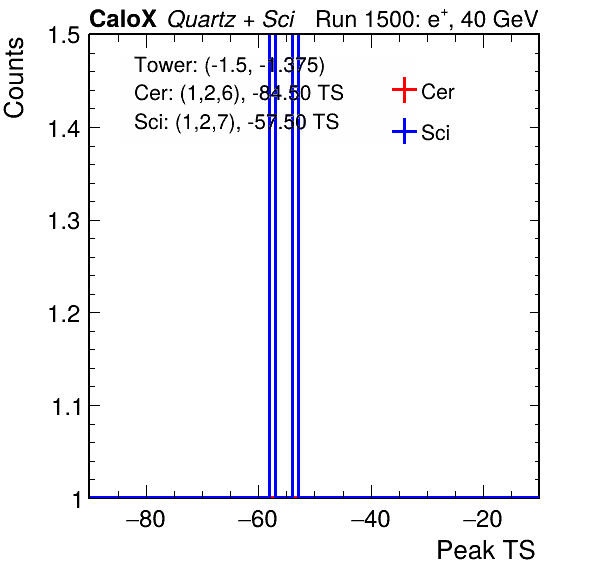 CaloX Quartz + Sci Run 1500: e+, 40 GeV
Counts
1.5
1.4
1.3
1.2
1.1
1
Tower: (-1.5, -1.375)
Cer: (1,2,6), -84.50 TS
Sci: (1,2,7), -57.50 TS
Cer
Sci
−80 −60 −40 −20
Peak TS